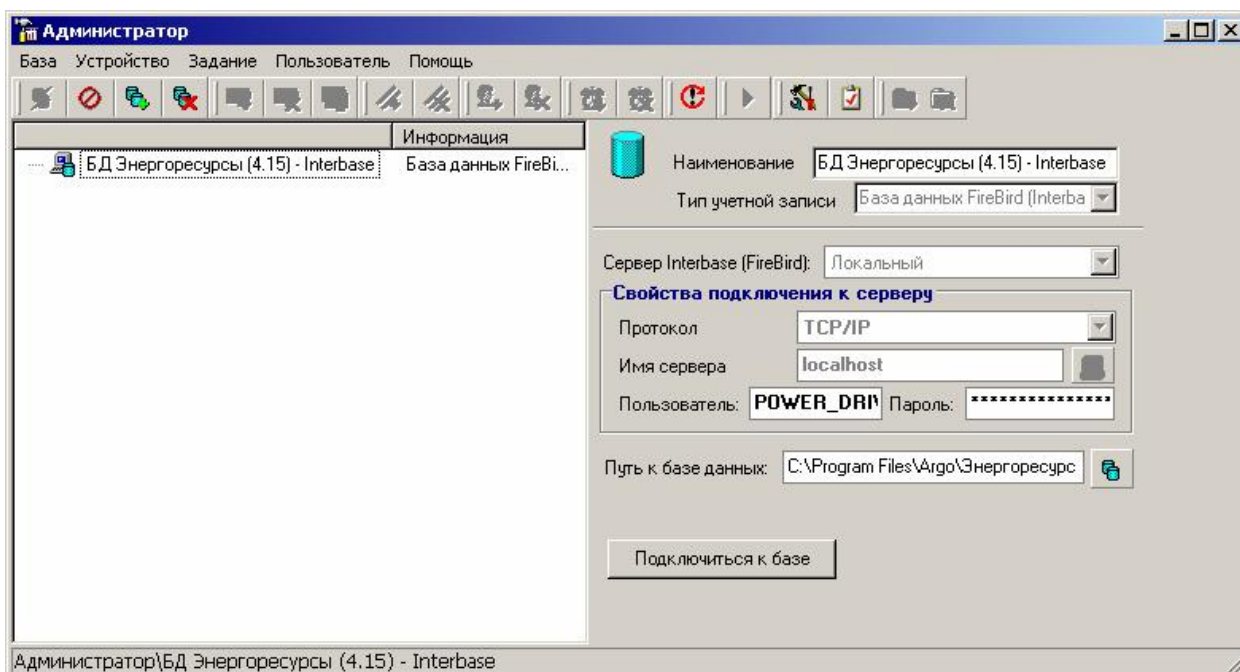 Администратор
База Устройство Задание Пользователь Помощь
Информация
БД Энергоресурсы (4.15) - Interbase База данных FireBi...
Наименование БД Энергоресурсы (4.15) - Interbase
Тип учетной записи База данных FireBird (Interba
Сервер Interbase (FireBird): Локальный
Свойства подключения к серверу
Протокол TCP/IP
Имя сервера localhost
Пользователь: POWER_DRIV Пароль: ***************
Путь к базе данных: C:\Program Files\Argo\Энергоресурс
Подключиться к базе
Администратор\БД Энергоресурсы (4.15) - Interbase